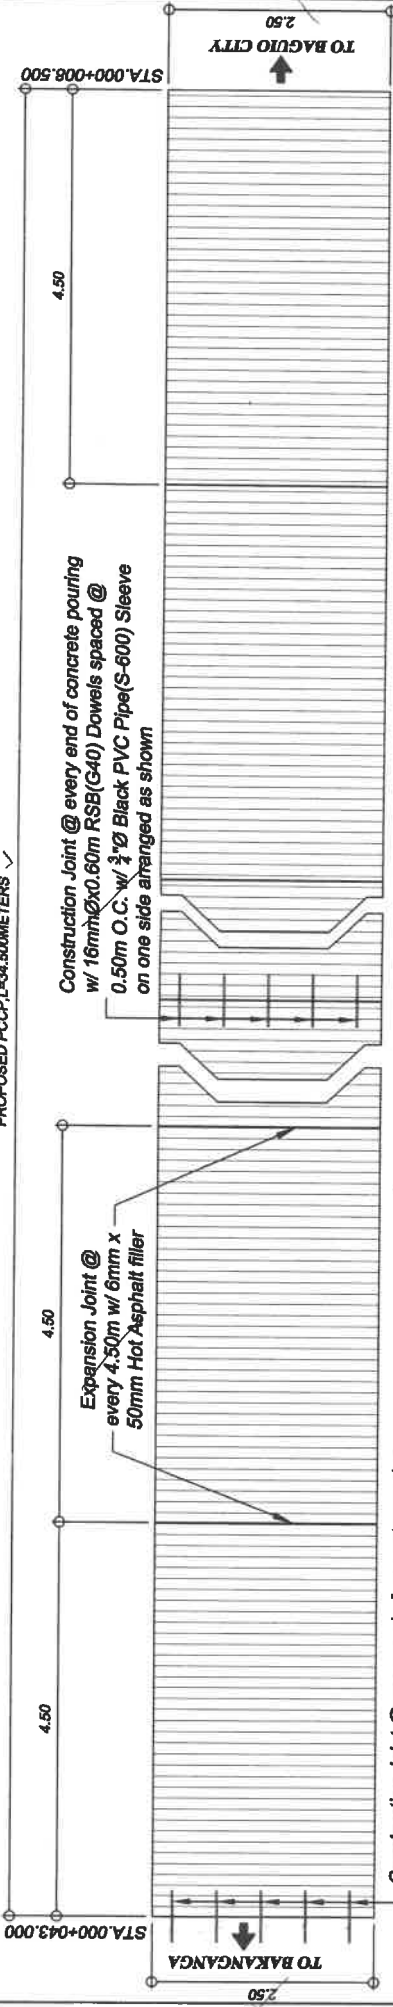 PROPOSED PCCP, L=34.500METERS
STA.000+043.000
STA.000+008.500
4.50
4.50
4.50
Expansion Joint @
every 4.50m w/ 6mm x
50mm Hot Asphalt filler
Construction Joint @ every end of concrete pouring
w/ 16mmØx0.60m RSB(G40) Dowels spaced @
0.50m O.C. w/ 3/4"Ø Black PVC Pipe(S-600) Sleeve
on one side arranged as shown
TO BAKANGANGA
2.50
TO BAGUIO CITY
2.50